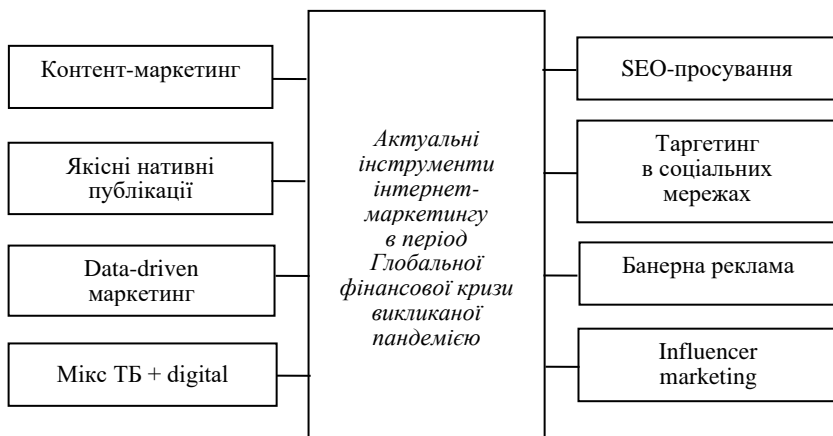 Контент-маркетинг
Якісні нативні
публікації
Data-driven
маркетинг
Мікс ТБ + digital
Актуальні
інструменти
інтернет-
маркетингу
в період
Глобальної
фінансової кризи
викликаної
пандемією
SEO-просування
Таргетинг
в соціальних
мережах
Банерна реклама
Influencer
marketing